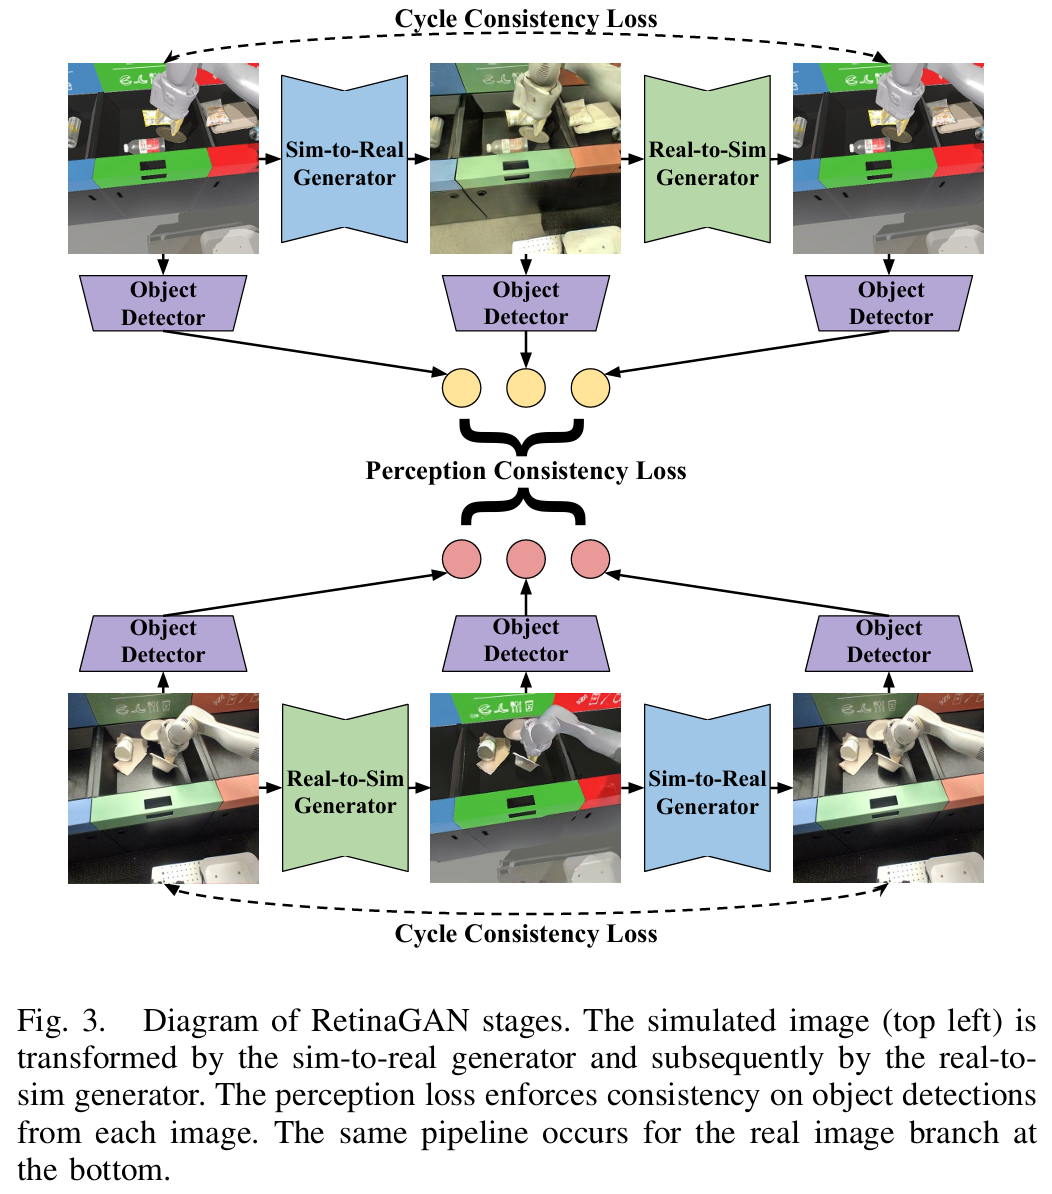 Cycle Consistency Loss
Sim-to-Real
Generator
Real-to-Sim
Generator
Object
Detector
Object
Detector
Object
Detector
Perception Consistency Loss
Object
Detector
Object
Detector
Object
Detector
Real-to-Sim
Generator
Sim-to-Real
Generator
Cycle Consistency Loss
Fig. 3. Diagram of RetinaGAN stages. The simulated image (top left) is
transformed by the sim-to-real generator and subsequently by the real-to-
sim generator. The perception loss enforces consistency on object detections
from each image. The same pipeline occurs for the real image branch at
the bottom.